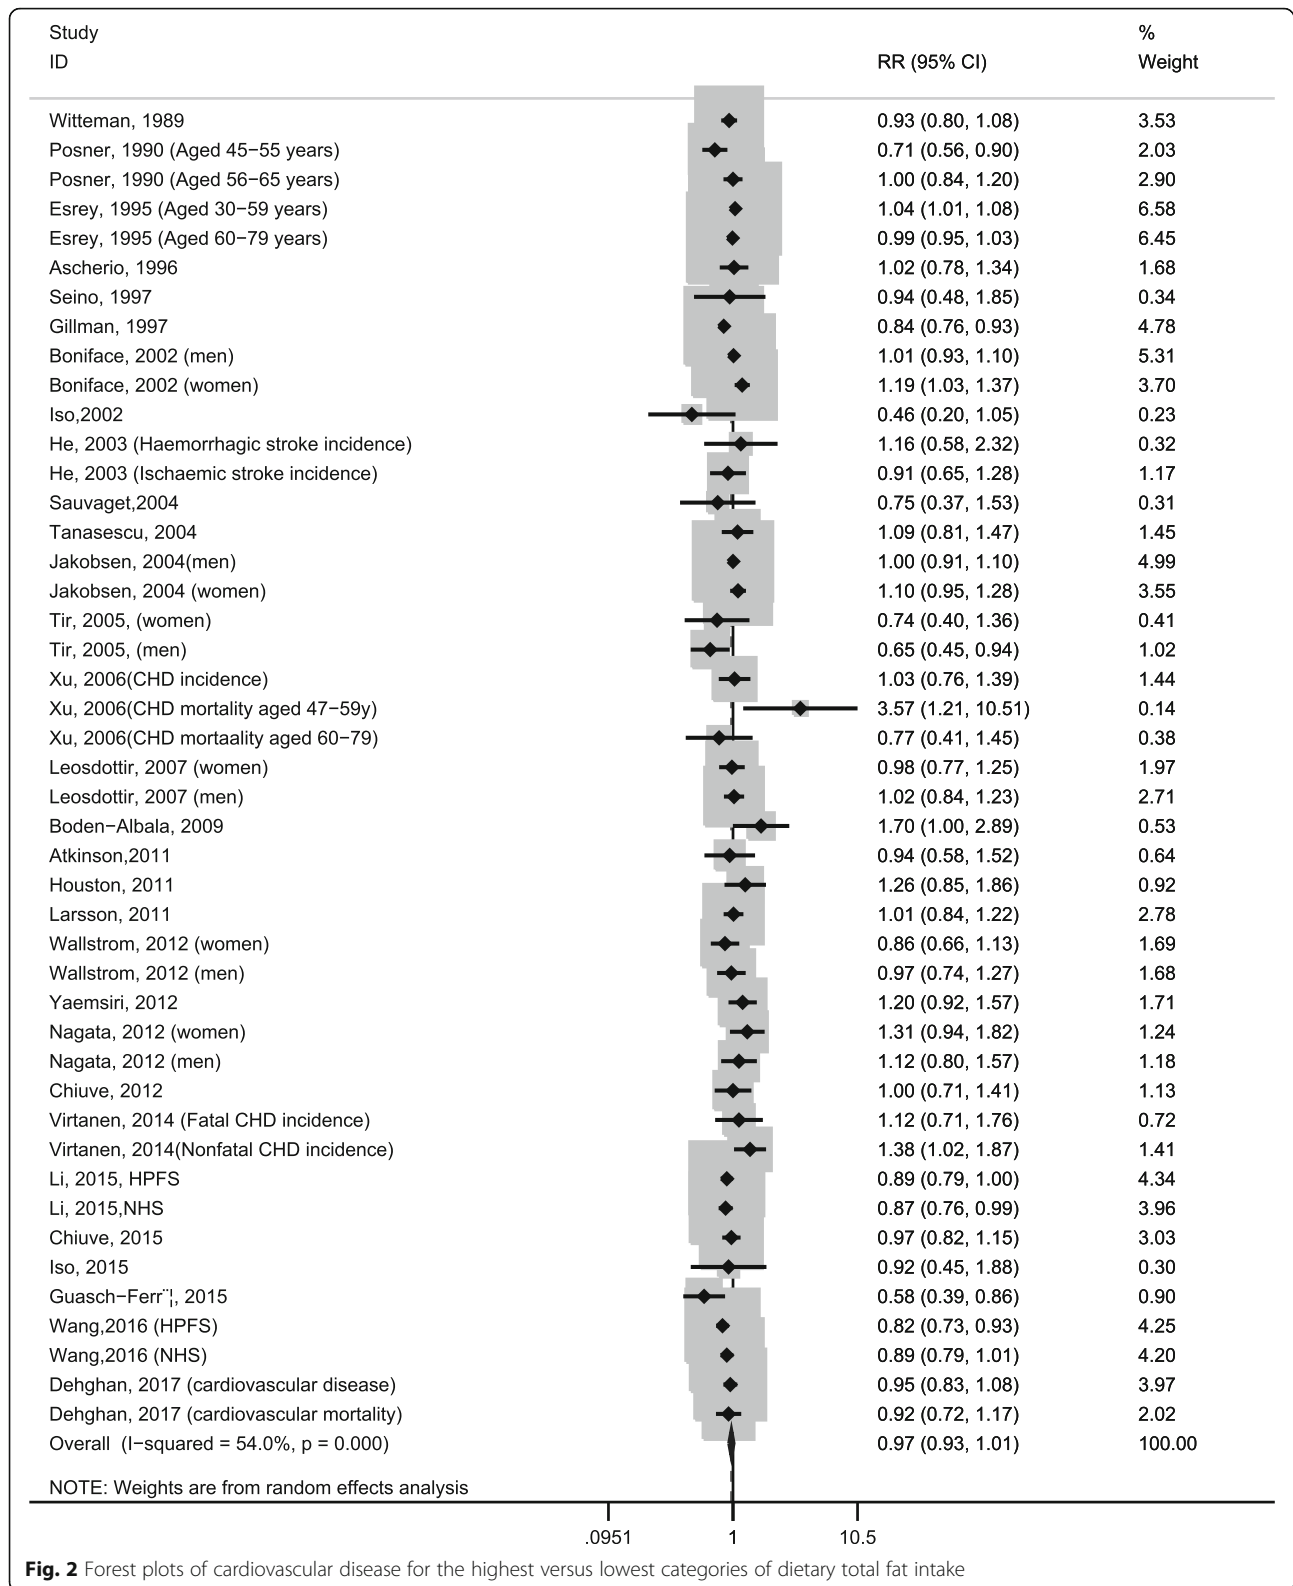 Study %
ID RR (95% CI) Weight
Witteman, 1989 0.93 (0.80, 1.08) 3.53
Posner, 1990 (Aged 45−55 years) 0.71 (0.56, 0.90) 2.03
Posner, 1990 (Aged 56−65 years) 1.00 (0.84, 1.20) 2.90
Esrey, 1995 (Aged 30−59 years) 1.04 (1.01, 1.08) 6.58
Esrey, 1995 (Aged 60−79 years) 0.99 (0.95, 1.03) 6.45
Ascherio, 1996 1.02 (0.78, 1.34) 1.68
Seino, 1997 0.94 (0.48, 1.85) 0.34
Gillman, 1997 0.84 (0.76, 0.93) 4.78
Boniface, 2002 (men) 1.01 (0.93, 1.10) 5.31
Boniface, 2002 (women) 1.19 (1.03, 1.37) 3.70
Iso,2002 0.46 (0.20, 1.05) 0.23
He, 2003 (Haemorrhagic stroke incidence) 1.16 (0.58, 2.32) 0.32
He, 2003 (Ischaemic stroke incidence) 0.91 (0.65, 1.28) 1.17
Sauvaget,2004 0.75 (0.37, 1.53) 0.31
Tanasescu, 2004 1.09 (0.81, 1.47) 1.45
Jakobsen, 2004(men) 1.00 (0.91, 1.10) 4.99
Jakobsen, 2004 (women) 1.10 (0.95, 1.28) 3.55
Tir, 2005, (women) 0.74 (0.40, 1.36) 0.41
Tir, 2005, (men) 0.65 (0.45, 0.94) 1.02
Xu, 2006(CHD incidence) 1.03 (0.76, 1.39) 1.44
Xu, 2006(CHD mortality aged 47−59y) 3.57 (1.21, 10.51) 0.14
Xu, 2006(CHD mortaality aged 60−79) 0.77 (0.41, 1.45) 0.38
Leosdottir, 2007 (women) 0.98 (0.77, 1.25) 1.97
Leosdottir, 2007 (men) 1.02 (0.84, 1.23) 2.71
Boden−Albala, 2009 1.70 (1.00, 2.89) 0.53
Atkinson,2011 0.94 (0.58, 1.52) 0.64
Houston, 2011 1.26 (0.85, 1.86) 0.92
Larsson, 2011 1.01 (0.84, 1.22) 2.78
Wallstrom, 2012 (women) 0.86 (0.66, 1.13) 1.69
Wallstrom, 2012 (men) 0.97 (0.74, 1.27) 1.68
Yaemsiri, 2012 1.20 (0.92, 1.57) 1.71
Nagata, 2012 (women) 1.31 (0.94, 1.82) 1.24
Nagata, 2012 (men) 1.12 (0.80, 1.57) 1.18
Chiuve, 2012 1.00 (0.71, 1.41) 1.13
Virtanen, 2014 (Fatal CHD incidence) 1.12 (0.71, 1.76) 0.72
Virtanen, 2014(Nonfatal CHD incidence) 1.38 (1.02, 1.87) 1.41
Li, 2015, HPFS 0.89 (0.79, 1.00) 4.34
Li, 2015,NHS 0.87 (0.76, 0.99) 3.96
Chiuve, 2015 0.97 (0.82, 1.15) 3.03
Iso, 2015 0.92 (0.45, 1.88) 0.30
Guasch−Ferr¨¦, 2015 0.58 (0.39, 0.86) 0.90
Wang,2016 (HPFS) 0.82 (0.73, 0.93) 4.25
Wang,2016 (NHS) 0.89 (0.79, 1.01) 4.20
Dehghan, 2017 (cardiovascular disease) 0.95 (0.83, 1.08) 3.97
Dehghan, 2017 (cardiovascular mortality) 0.92 (0.72, 1.17) 2.02
Overall (I−squared = 54.0%, p = 0.000) 0.97 (0.93, 1.01) 100.00
NOTE: Weights are from random effects analysis
.0951 1 10.5
Fig. 2 Forest plots of cardiovascular disease for the highest versus lowest categories of dietary total fat intake